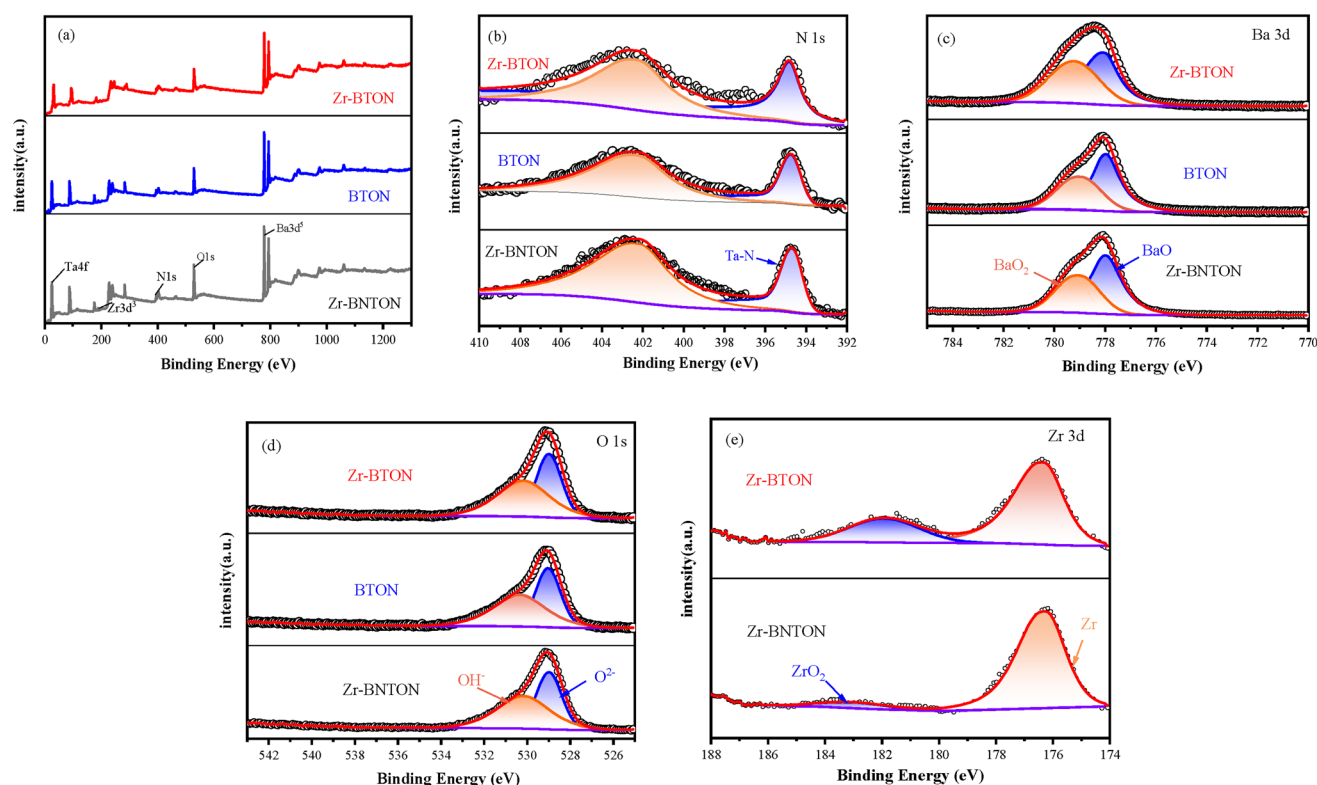 (a)
Zr-BTON
BTON
Ta4f
N1s
O1s
Ba3d⁵
Zr3d³
Zr-BNTON
intensity(a.u.)
0 200 400 600 800 1000 1200
Binding Energy (eV)
(b)
N 1s
Zr-BTON
BTON
Zr-BNTON
Ta-N
intensity(a.u.)
410 408 406 404 402 400 398 396 394 392
Binding Energy (eV)
(c)
Ba 3d
Zr-BTON
BTON
BaO₂
BaO
Zr-BNTON
intensity(a.u.)
784 782 780 778 776 774 772 770
Binding Energy (eV)
(d)
O 1s
Zr-BTON
BTON
OH⁻
O²⁻
Zr-BNTON
intensity(a.u.)
542 540 538 536 534 532 530 528 526
Binding Energy (eV)
(e)
Zr 3d
Zr-BTON
Zr-BNTON
ZrO₂
Zr
intensity(a.u.)
188 186 184 182 180 178 176 174
Binding Energy (eV)